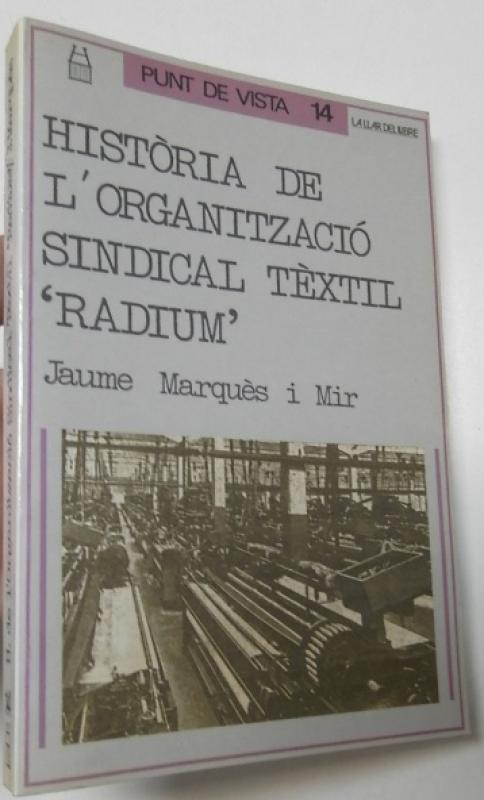 PUNT DE VISTA 14
LA LLAR DEL LLIBRE
HISTÒRIA DE
L'ORGANITZACIÓ
SINDICAL TÈXTIL
'RADIUM'
Jaume Marquès i Mir